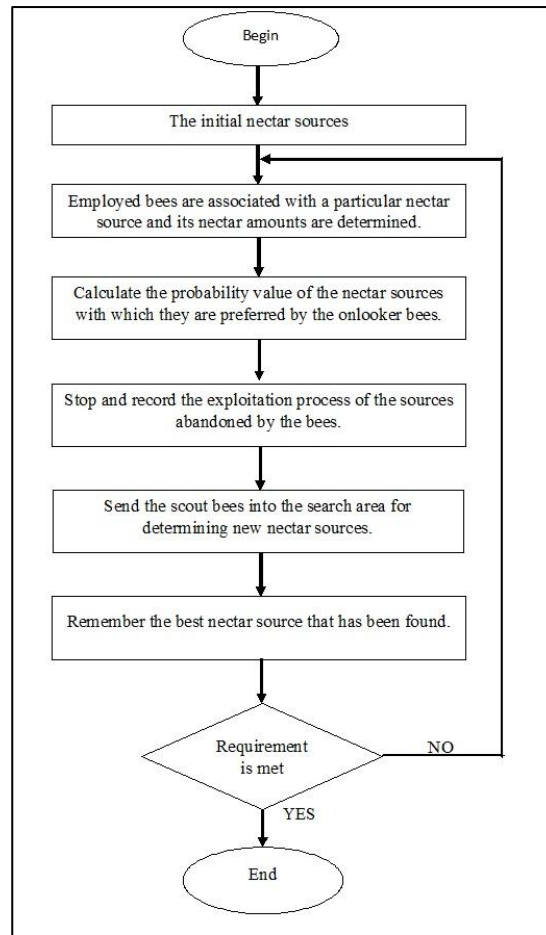 Begin
The initial nectar sources
Employed bees are associated with a particular nectar
source and its nectar amounts are determined.
Calculate the probability value of the nectar sources
with which they are preferred by the onlooker bees.
Stop and record the exploitation process of the sources
abandoned by the bees.
Send the scout bees into the search area for
determining new nectar sources.
Remember the best nectar source that has been found.
Requirement
is met
NO
YES
End